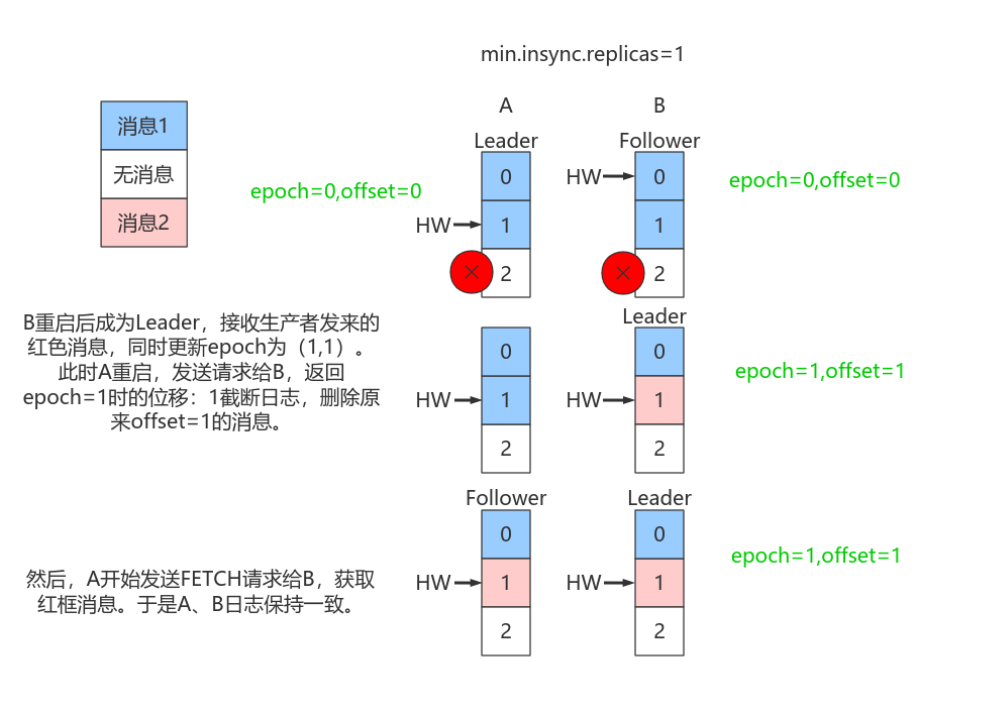 min.insync.replicas=1
A
B
消息1
无消息
消息2
Leader
Follower
epoch=0,offset=0
HW
0
1
2
HW
0
1
2
epoch=0,offset=0
B重启后成为Leader，接收生产者发来的
红色消息，同时更新epoch为（1,1）。
此时A重启，发送请求给B，返回
epoch=1时的位移：1截断日志，删除原
来offset=1的消息。
Leader
0
HW
1
2
0
HW
1
2
epoch=1,offset=1
然后，A开始发送FETCH请求给B，获取
红框消息。于是A、B日志保持一致。
Follower
Leader
0
HW
1
2
0
HW
1
2
epoch=1,offset=1